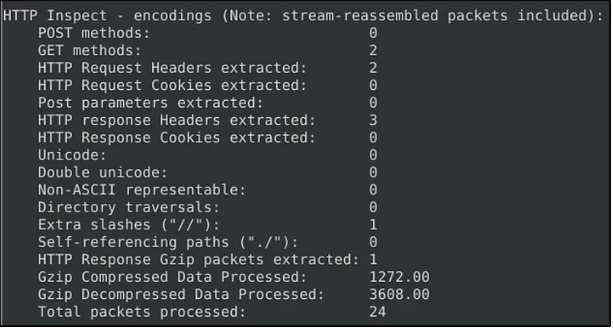 HTTP Inspect - encodings (Note: stream-reassembled packets included):
POST methods: 0
GET methods: 2
HTTP Request Headers extracted: 2
HTTP Request Cookies extracted: 0
Post parameters extracted: 0
HTTP response Headers extracted: 3
HTTP Response Cookies extracted: 0
Unicode: 0
Double unicode: 0
Non-ASCII representable: 0
Directory traversals: 0
Extra slashes ("//"): 1
Self-referencing paths ("./"): 0
HTTP Response Gzip packets extracted: 1
Gzip Compressed Data Processed: 1272.00
Gzip Decompressed Data Processed: 3608.00
Total packets processed: 24